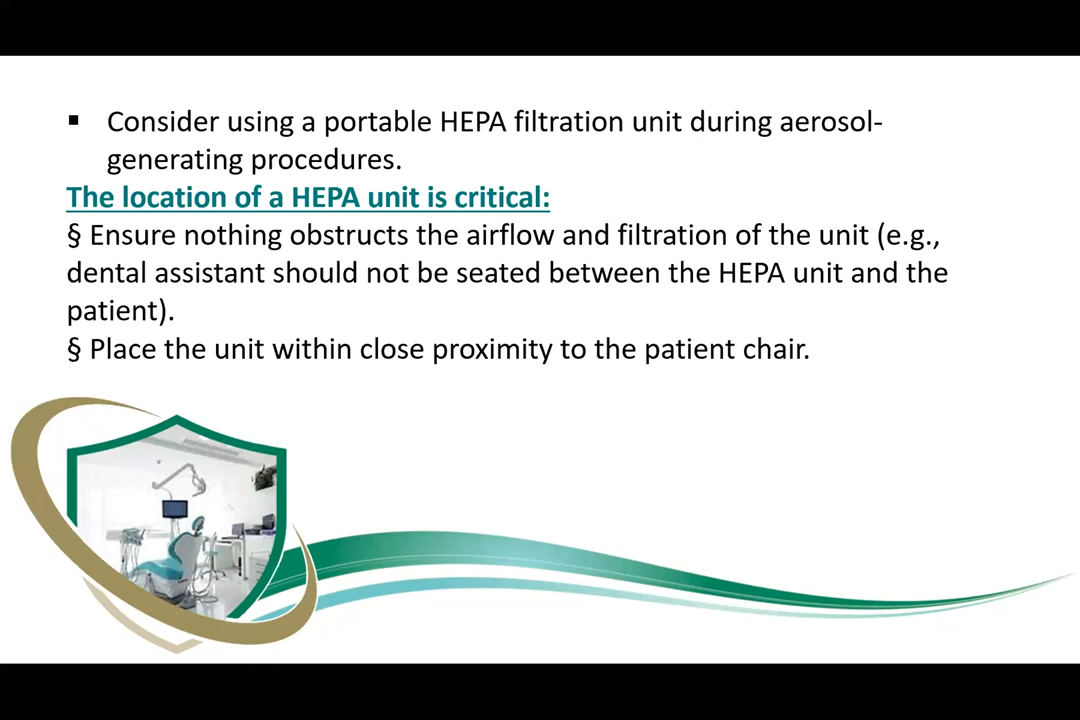 ▪ Consider using a portable HEPA filtration unit during aerosol-
generating procedures.
The location of a HEPA unit is critical:
§ Ensure nothing obstructs the airflow and filtration of the unit (e.g.,
dental assistant should not be seated between the HEPA unit and the
patient).
§ Place the unit within close proximity to the patient chair.